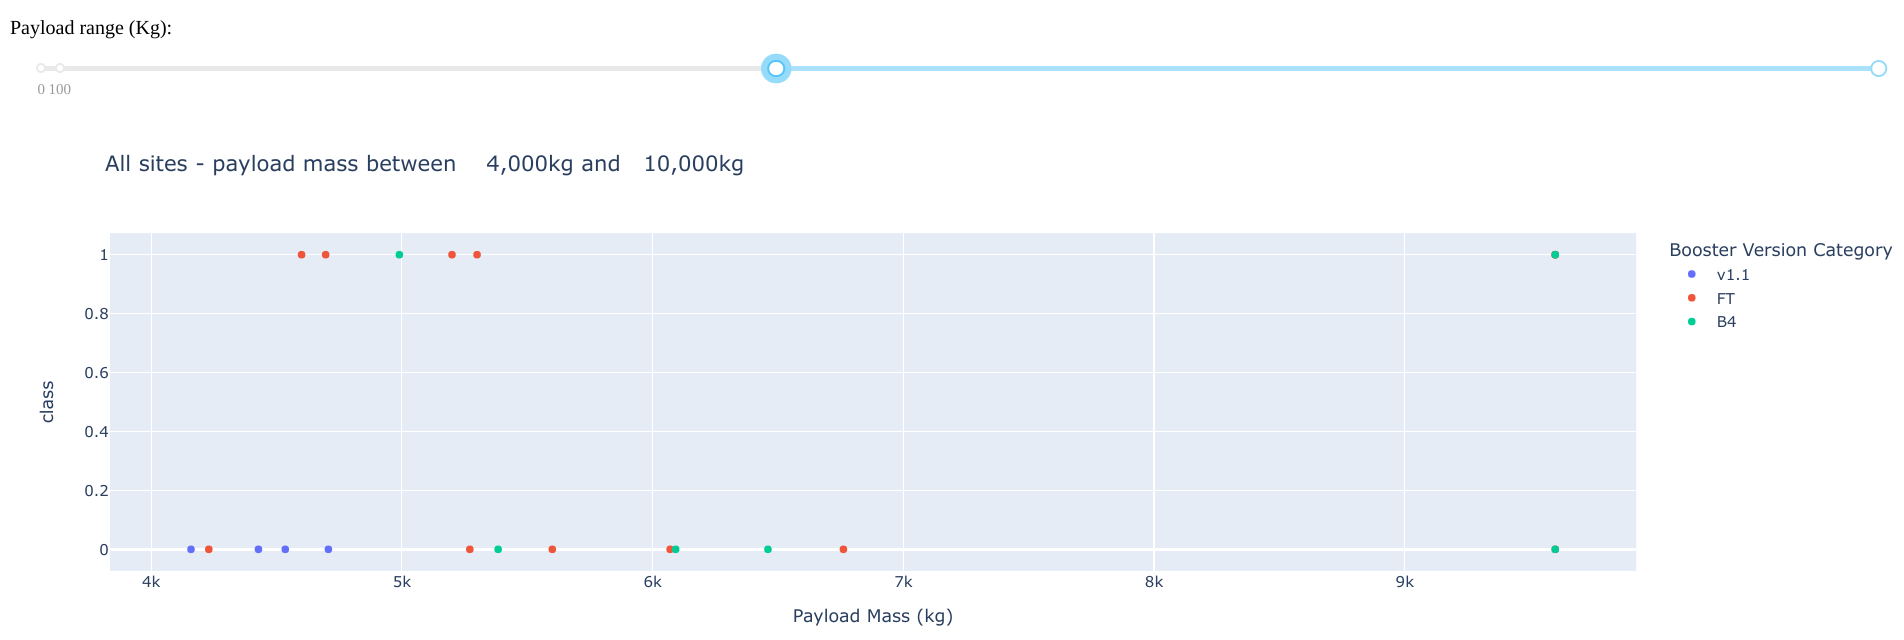 Payload range (Kg):
0 100
All sites - payload mass between 4,000kg and 10,000kg
Booster Version Category
v1.1
FT
B4
class
1
0.8
0.6
0.4
0.2
0
4k 5k 6k 7k 8k 9k
Payload Mass (kg)